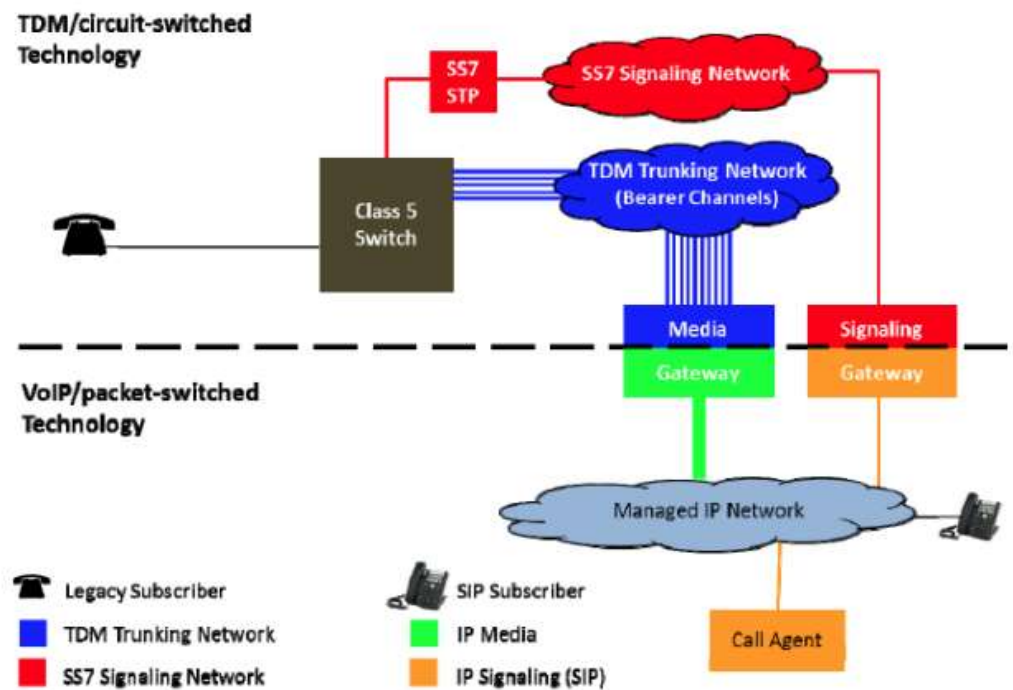 TDM/circuit-switched
Technology
SS7
STP
SS7 Signaling Network
TDM Trunking Network
(Bearer Channels)
Class 5
Switch
Media
Signaling
Gateway
Gateway
VoIP/packet-switched
Technology
Managed IP Network
Legacy Subscriber
SIP Subscriber
TDM Trunking Network
IP Media
Call Agent
SS7 Signaling Network
IP Signaling (SIP)